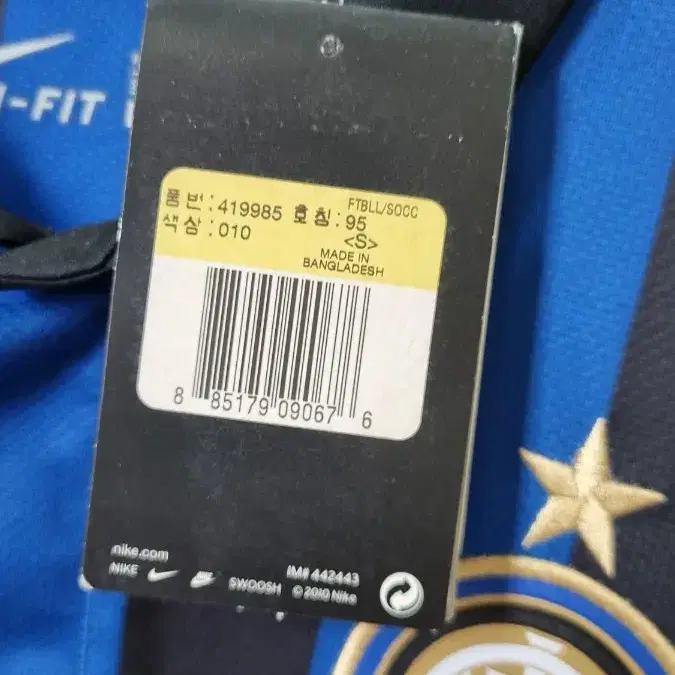 -FIT
품 번 : 419985 호 칭 : 95
FTBLL/SOCC
색 삼 : 010
<S>
MADE IN
BANGLADESH
8 85179 09067 6
nike.com
NIKE
SWOOSH
IM# 442443
© 2010 Nike